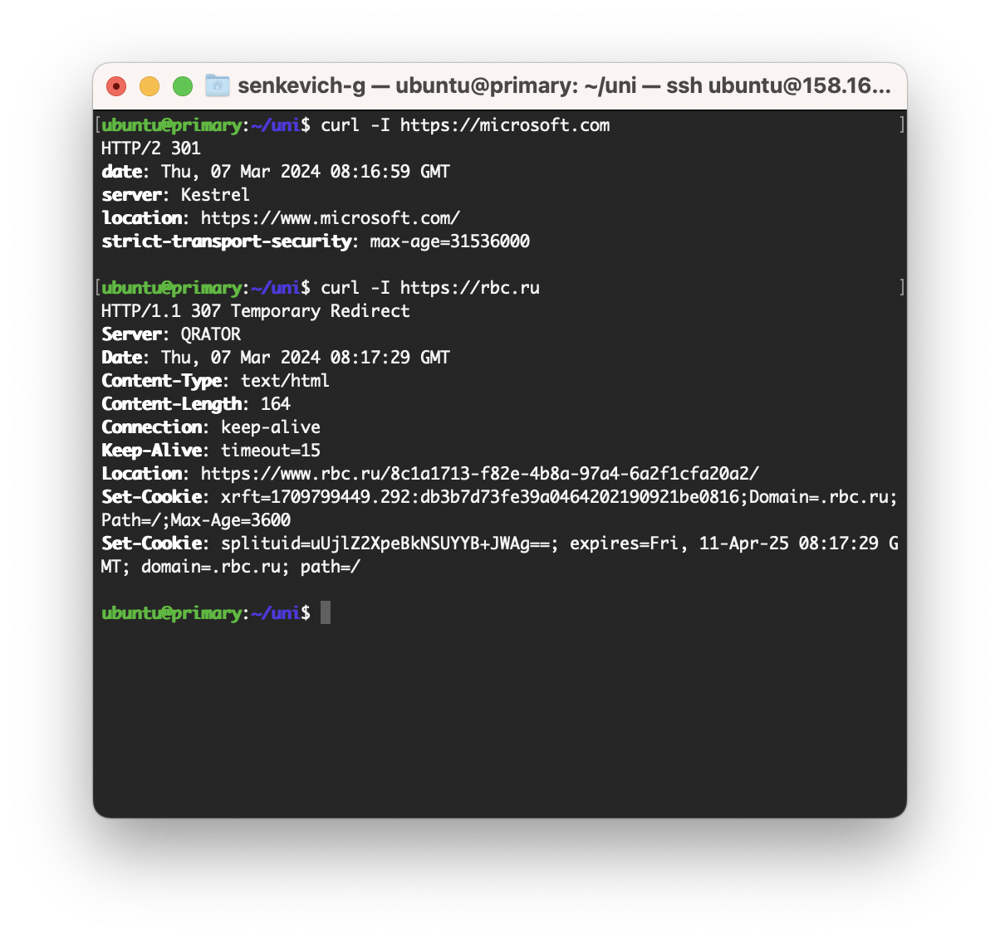 senkevich-g — ubuntu@primary: ~/uni — ssh ubuntu@158.16...
[ubuntu@primary:~/uni$ curl -I https://microsoft.com ]
HTTP/2 301
date: Thu, 07 Mar 2024 08:16:59 GMT
server: Kestrel
location: https://www.microsoft.com/
strict-transport-security: max-age=31536000
[ubuntu@primary:~/uni$ curl -I https://rbc.ru ]
HTTP/1.1 307 Temporary Redirect
Server: QRATOR
Date: Thu, 07 Mar 2024 08:17:29 GMT
Content-Type: text/html
Content-Length: 164
Connection: keep-alive
Keep-Alive: timeout=15
Location: https://www.rbc.ru/8c1a1713-f82e-4b8a-97a4-6a2f1cfa20a2/
Set-Cookie: xrft=1709799449.292:db3b7d73fe39a0464202190921be0816;Domain=.rbc.ru;
Path=/;Max-Age=3600
Set-Cookie: splituid=uUjlZ2XpeBkNSUYYB+JWAg==; expires=Fri, 11-Apr-25 08:17:29 G
MT; domain=.rbc.ru; path=/
ubuntu@primary:~/uni$